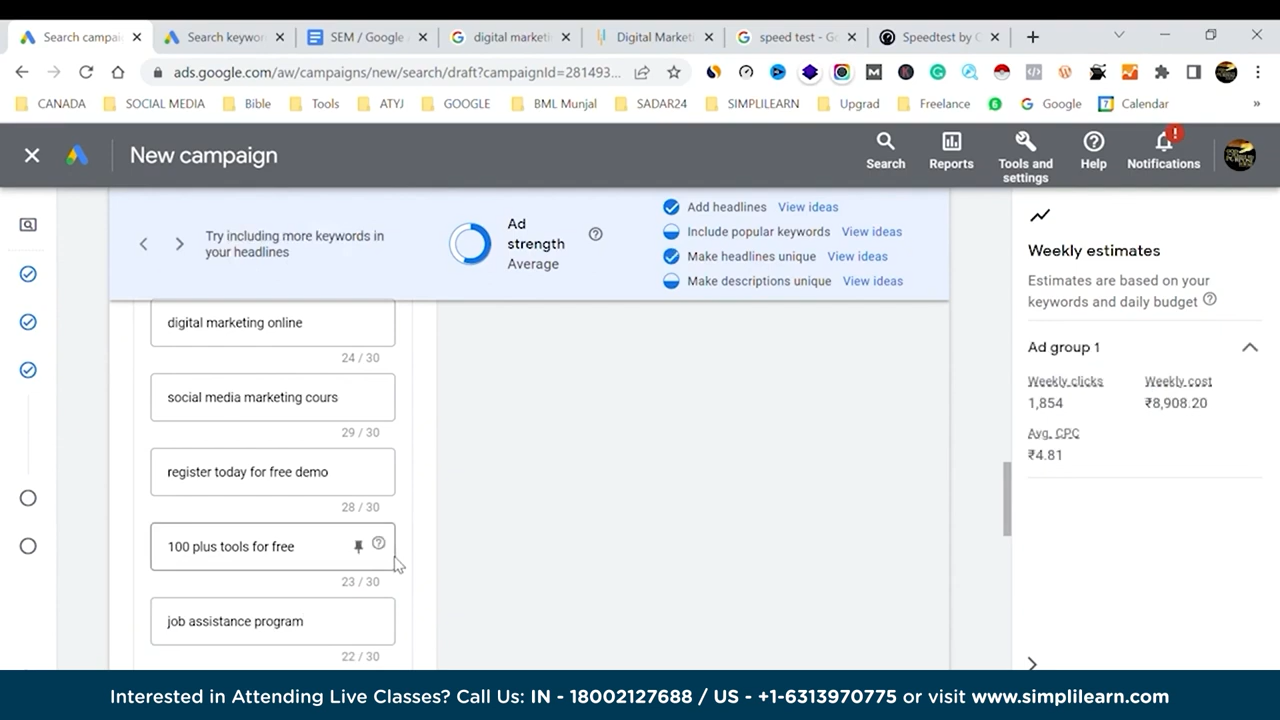 Search campai
Search keywor
SEM / Google
digital marketi
Digital Market
speed test - Go
Speedtest by O
ads.google.com/aw/campaigns/new/search/draft?campaignId=281493...
CANADA
SOCIAL MEDIA
Bible
Tools
ATYJ
GOOGLE
BML Munjal
SADAR24
SIMPLILEARN
Upgrad
Freelance
Google
Calendar
New campaign
Search
Reports
Tools and
settings
Help
Notifications
Try including more keywords in
your headlines
Ad
strength
Average
Add headlines View ideas
Include popular keywords View ideas
Make headlines unique View ideas
Make descriptions unique View ideas
digital marketing online
24 / 30
social media marketing cours
29 / 30
register today for free demo
28 / 30
100 plus tools for free
23 / 30
job assistance program
22 / 30
Weekly estimates
Estimates are based on your
keywords and daily budget
Ad group 1
Weekly clicks Weekly cost
1,854 ₹8,908.20
Avg. CPC
₹4.81
Interested in Attending Live Classes? Call Us: IN - 18002127688 / US - +1-6313970775 or visit www.simplilearn.com